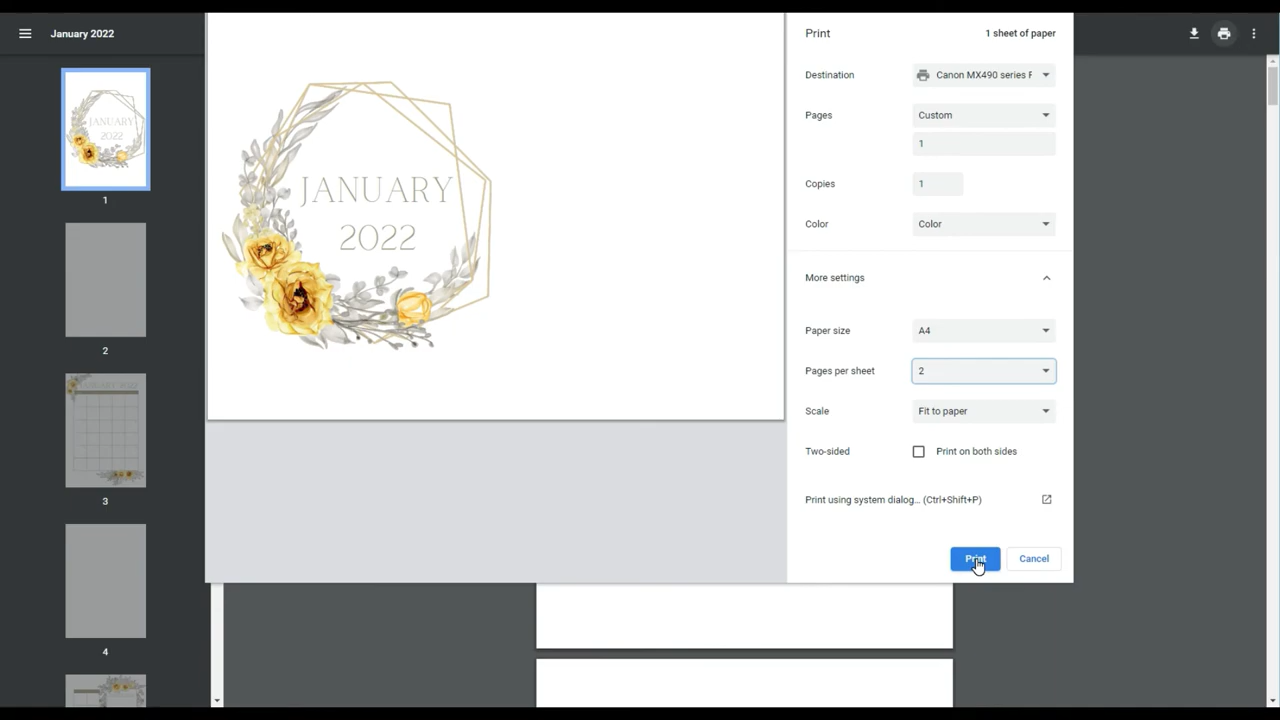 January 2022
1
2
3
4
JANUARY
2022
JANUARY
2022
Print
1 sheet of paper
Destination
Canon MX490 series F
Pages
Custom
1
Copies
1
Color
Color
More settings
Paper size
A4
Pages per sheet
2
Scale
Fit to paper
Two-sided
Print on both sides
Print using system dialog... (Ctrl+Shift+P)
Print
Cancel